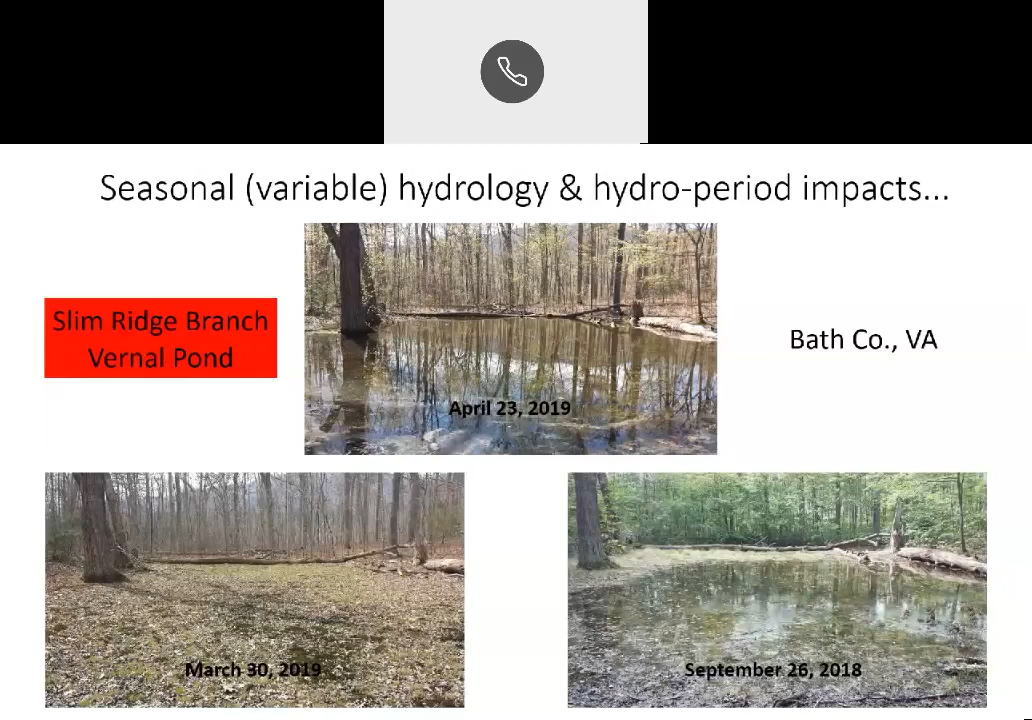 Seasonal (variable) hydrology & hydro-period impacts...
Slim Ridge Branch
Vernal Pond
Bath Co., VA
April 23, 2019
March 30, 2019
September 26, 2018